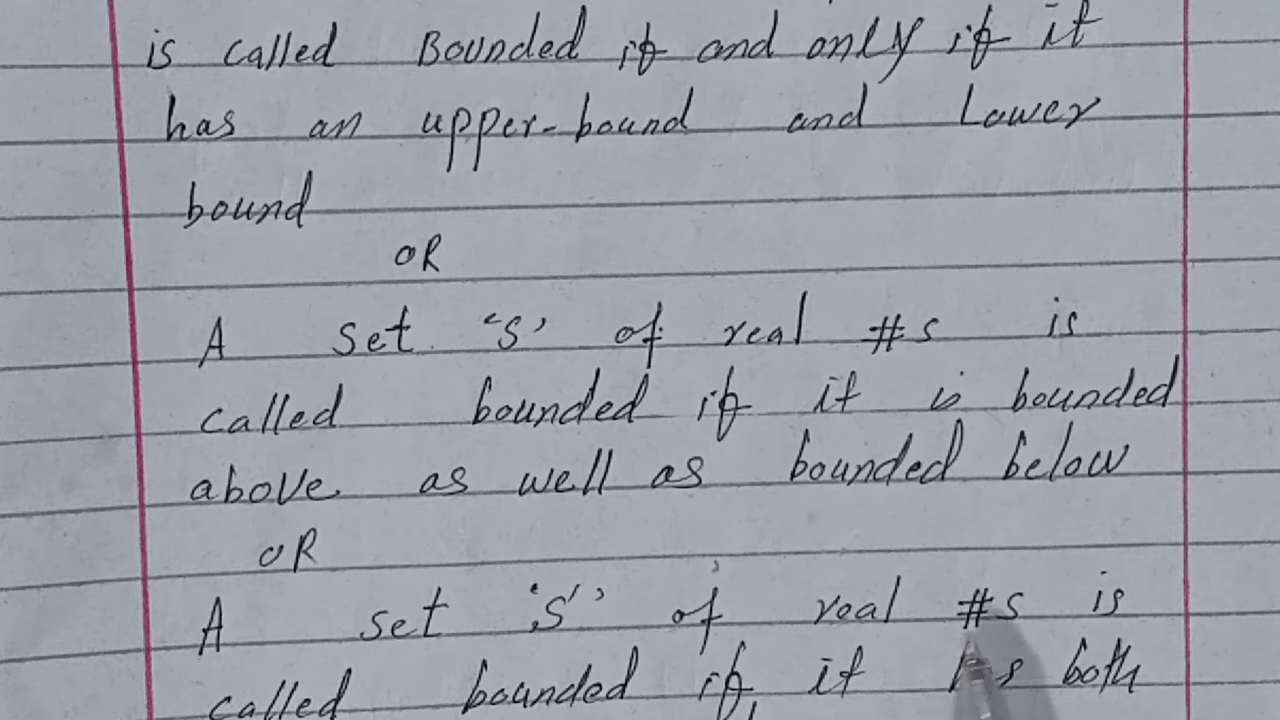 is called Bounded if and only if it
has an upper-bound and Lower
bound
OR
A set 'S' of real #s is
called bounded if it is bounded
above as well as bounded below
OR
A set 'S' of real #s is
called bounded if it both